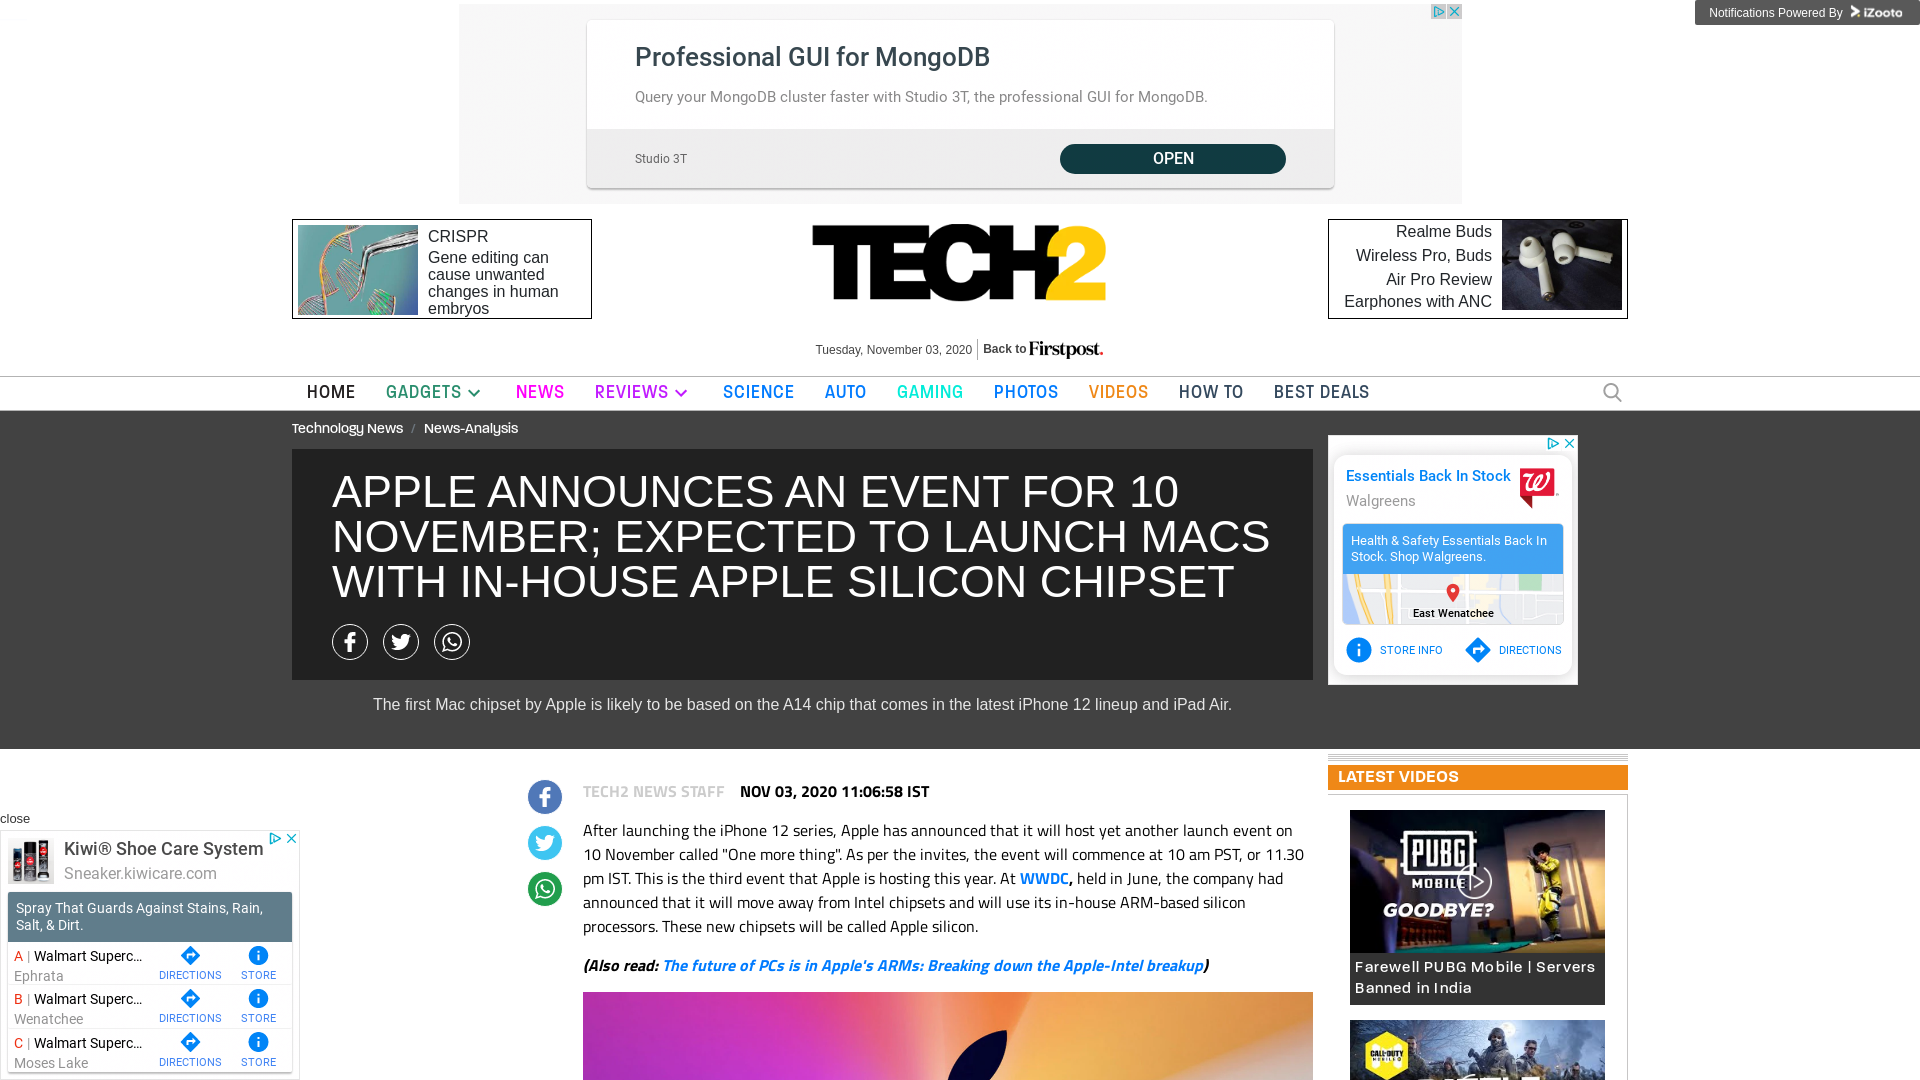 Notifications Powered By iZooto
Professional GUI for MongoDB
Query your MongoDB cluster faster with Studio 3T, the professional GUI for MongoDB.
Studio 3T
OPEN
CRISPR
Gene editing can
cause unwanted
changes in human
embryos
TECH2
Realme Buds
Wireless Pro, Buds
Air Pro Review
Earphones with ANC
Tuesday, November 03, 2020 Back to Firstpost.
HOME GADGETS NEWS REVIEWS SCIENCE AUTO GAMING PHOTOS VIDEOS HOW TO BEST DEALS
Technology News / News-Analysis
APPLE ANNOUNCES AN EVENT FOR 10
NOVEMBER; EXPECTED TO LAUNCH MACS
WITH IN-HOUSE APPLE SILICON CHIPSET
The first Mac chipset by Apple is likely to be based on the A14 chip that comes in the latest iPhone 12 lineup and iPad Air.
Essentials Back In Stock
Walgreens
Health & Safety Essentials Back In
Stock. Shop Walgreens.
East Wenatchee
STORE INFO DIRECTIONS
TECH2 NEWS STAFF NOV 03, 2020 11:06:58 IST
After launching the iPhone 12 series, Apple has announced that it will host yet another launch event on
10 November called "One more thing". As per the invites, the event will commence at 10 am PST, or 11.30
pm IST. This is the third event that Apple is hosting this year. At WWDC, held in June, the company had
announced that it will move away from Intel chipsets and will use its in-house ARM-based silicon
processors. These new chipsets will be called Apple silicon.
(Also read: The future of PCs is in Apple's ARMs: Breaking down the Apple-Intel breakup)
LATEST VIDEOS
PUBG
MOBILE
GOODBYE?
Farewell PUBG Mobile | Servers
Banned in India
CALL·DUTY
MOBILE
close
Kiwi® Shoe Care System
Sneaker.kiwicare.com
Spray That Guards Against Stains, Rain,
Salt, & Dirt.
A | Walmart Superc...
Ephrata
DIRECTIONS STORE
B | Walmart Superc...
Wenatchee
DIRECTIONS STORE
C | Walmart Superc...
Moses Lake
DIRECTIONS STORE